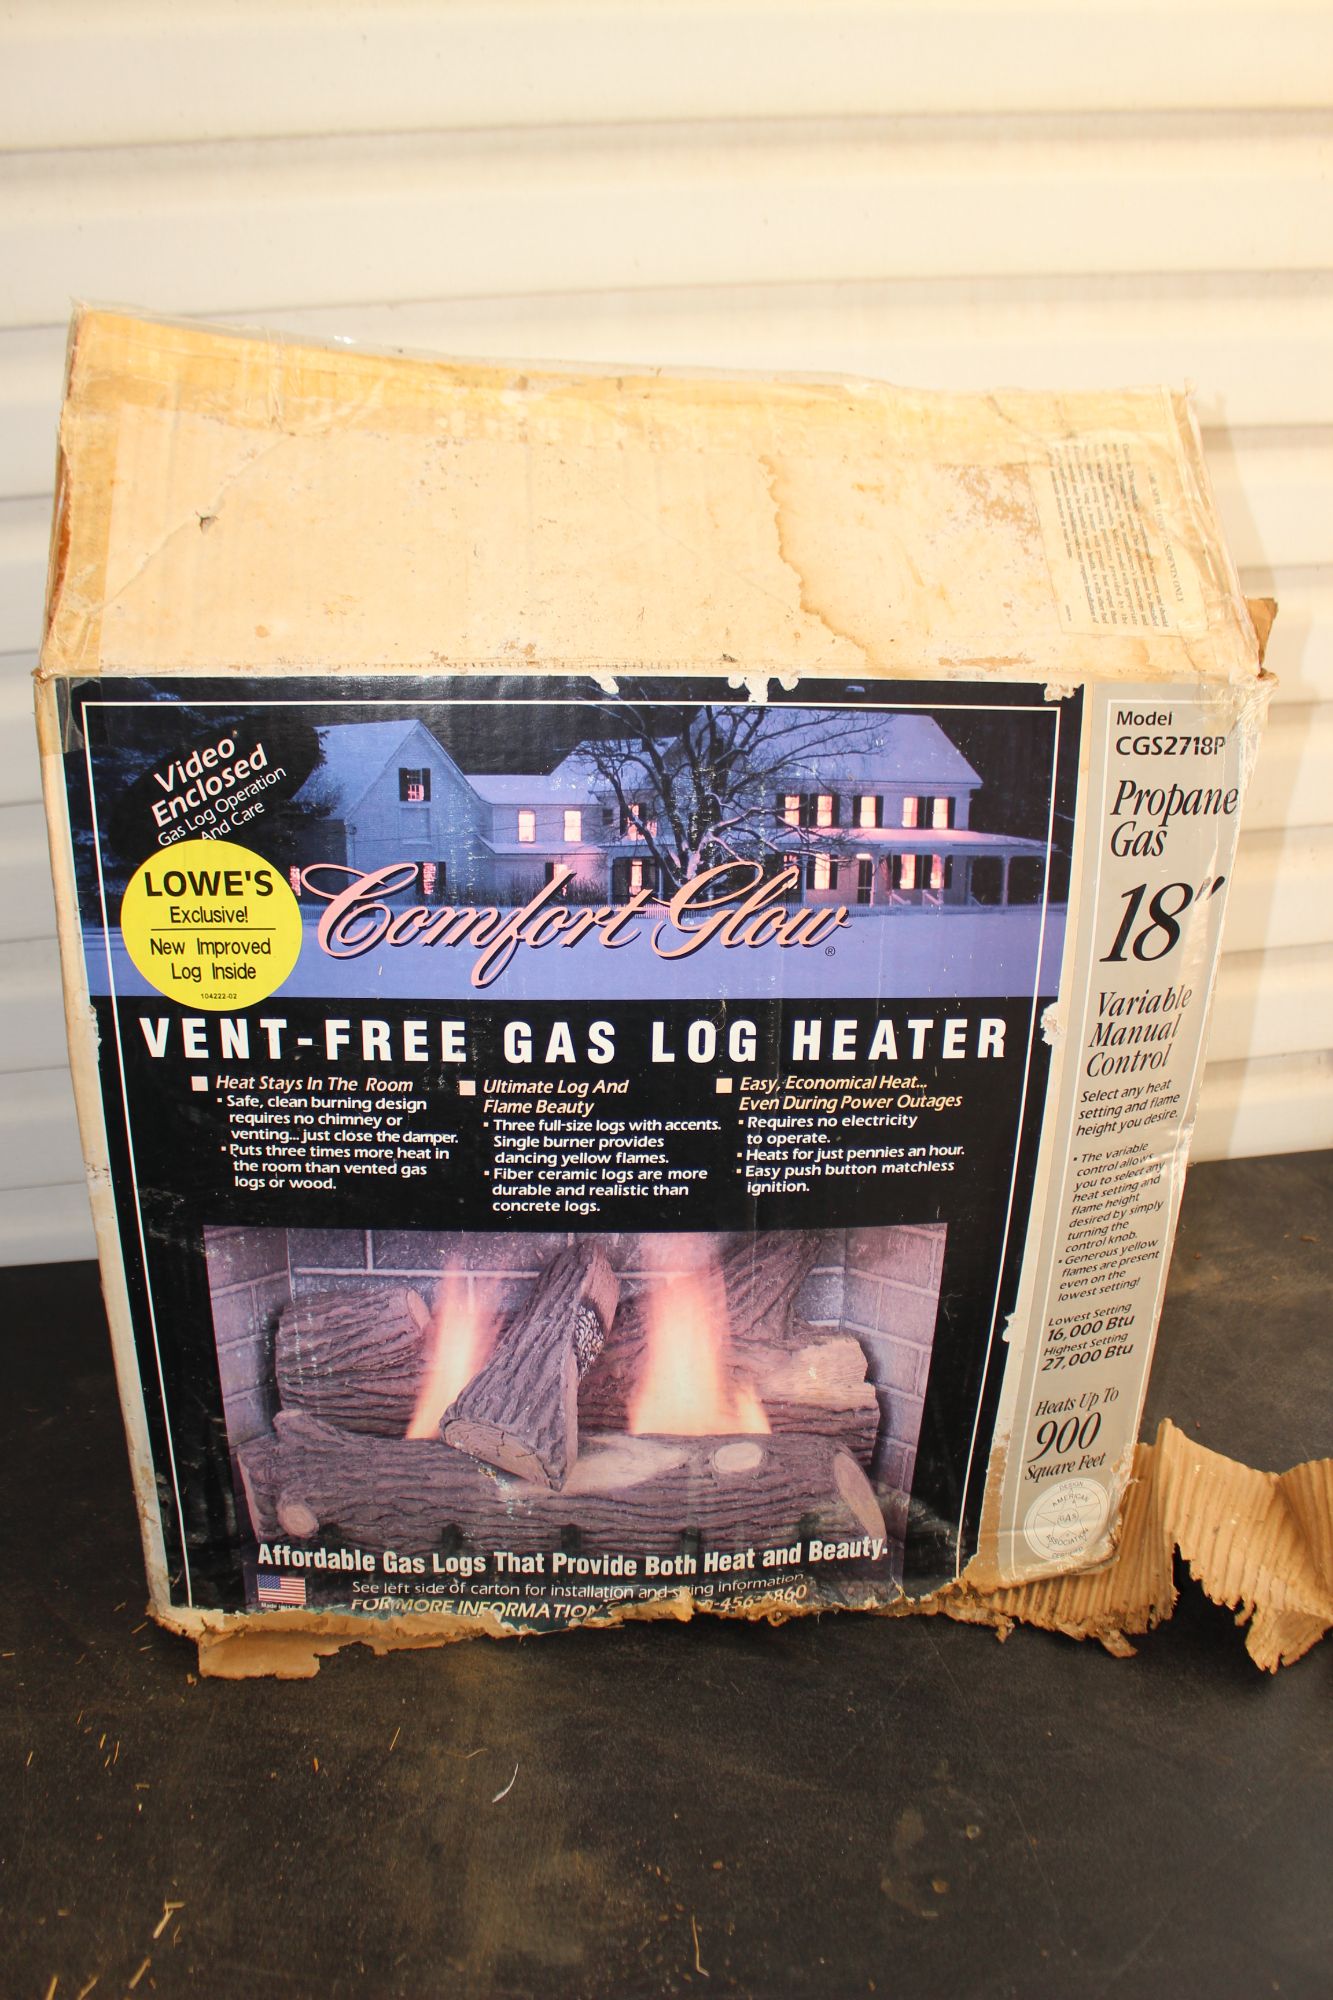 Video
Enclosed
Gas Log Operation
And Care
LOWE'S
Exclusive!
New Improved
Log Inside
104222-02
Comfort Glow®
VENT-FREE GAS LOG HEATER
Heat Stays In The Room
• Safe, clean burning design
requires no chimney or
venting... just close the damper.
• Puts three times more heat in
the room than vented gas
logs or wood.
Ultimate Log And
Flame Beauty
• Three full-size logs with accents.
Single burner provides
dancing yellow flames.
• Fiber ceramic logs are more
durable and realistic than
concrete logs.
Easy, Economical Heat...
Even During Power Outages
• Requires no electricity
to operate.
• Heats for just pennies an hour.
• Easy push button matchless
ignition.
Affordable Gas Logs That Provide Both Heat and Beauty.
See left side of carton for installation and information
FOR MORE INFORMATION
Model
CGS2718P
Propane
Gas
18"
Variable
Manual
Control
Select any heat
setting and flame
height you desire.
• The variable
control allows
you to select any
heat setting and
flame height
desired by simply
turning the
control knob.
• Generous yellow
flames are present
even on the
lowest setting!
Lowest Setting
16,000 Btu
Highest Setting
27,000 Btu
Heats Up To
900
Square Feet
DESIGN
AMERICAN
GAS
ASSOCIATION
CERTIFIED